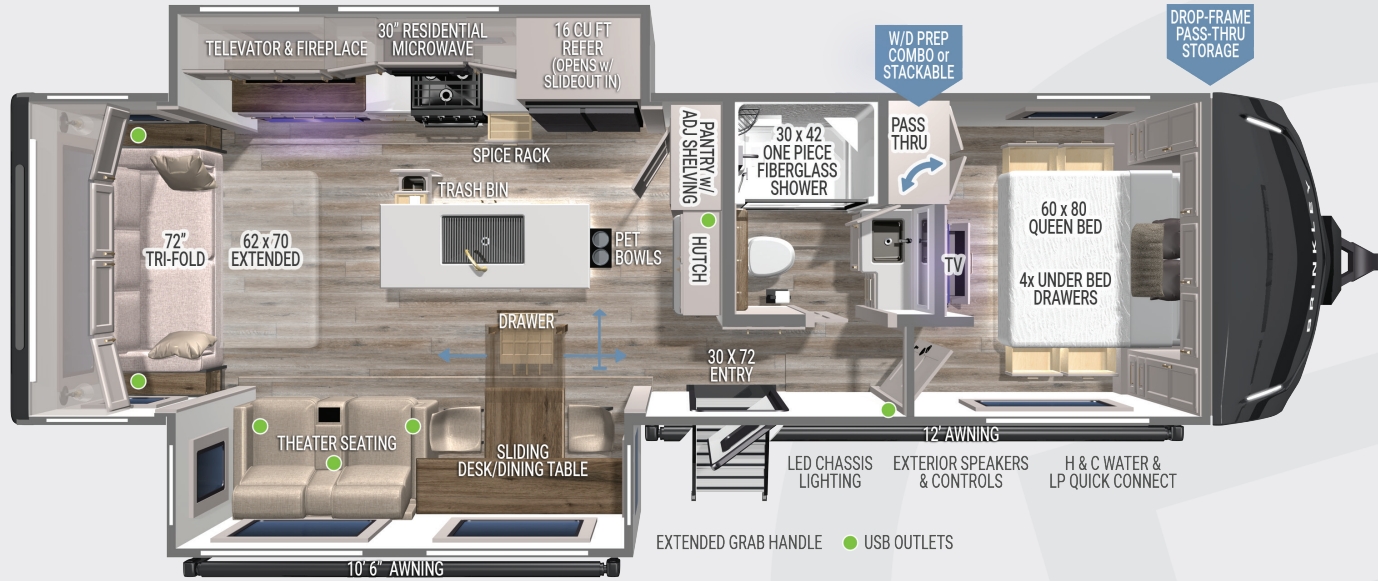 DROP-FRAME
PASS-THRU
STORAGE
W/D PREP
COMBO or
STACKABLE
TELEVATOR & FIREPLACE
30" RESIDENTIAL
MICROWAVE
16 CU FT
REFER
(OPENS w/
SLIDEOUT IN)
SPICE RACK
PANTRY w/
ADJ SHELVING
30 x 42
ONE PIECE
FIBERGLASS
SHOWER
PASS
THRU
TRASH BIN
72"
TRI-FOLD
62 x 70
EXTENDED
PET
BOWLS
HUTCH
TV
60 x 80
QUEEN BED
4x UNDER BED
DRAWERS
BRINKLEY
DRAWER
30 X 72
ENTRY
THEATER SEATING
SLIDING
DESK/DINING TABLE
12' AWNING
LED CHASSIS
LIGHTING
EXTERIOR SPEAKERS
& CONTROLS
H & C WATER &
LP QUICK CONNECT
EXTENDED GRAB HANDLE
USB OUTLETS
10' 6" AWNING